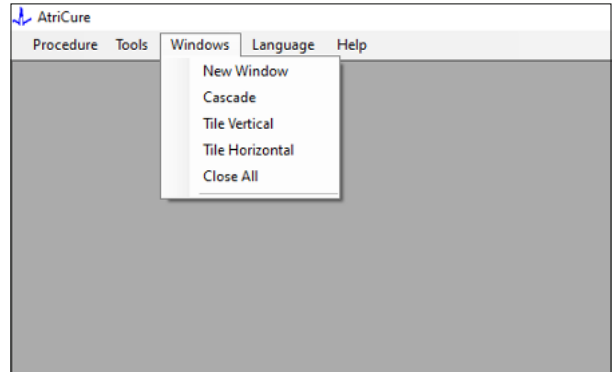 AtriCure
Procedure Tools Windows Language Help
New Window
Cascade
Tile Vertical
Tile Horizontal
Close All